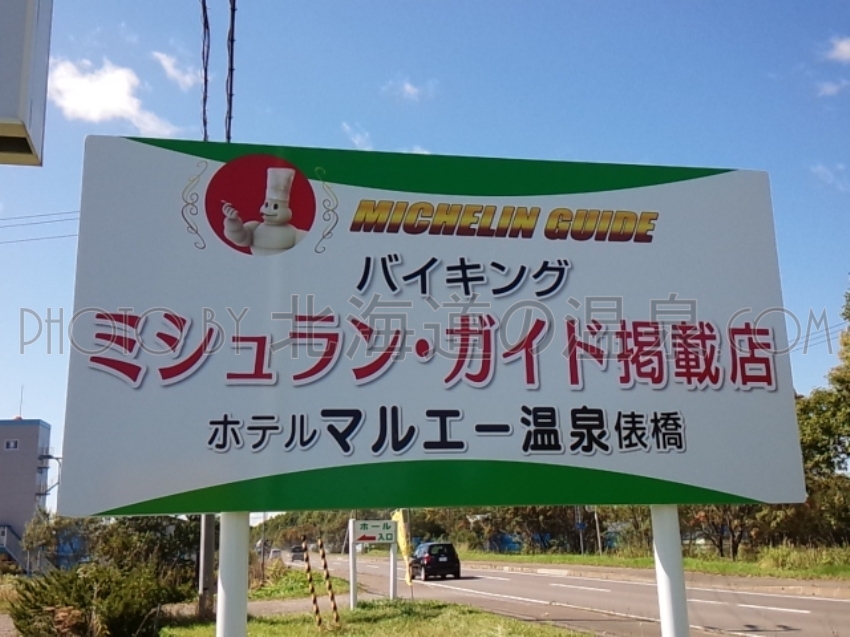 MICHELIN GUIDE
バイキング
PHOTO BY 北海道の温泉.COM
ミシュラン・ガイド掲載店
ホテルマルエー温泉俵橋
ホール
入口